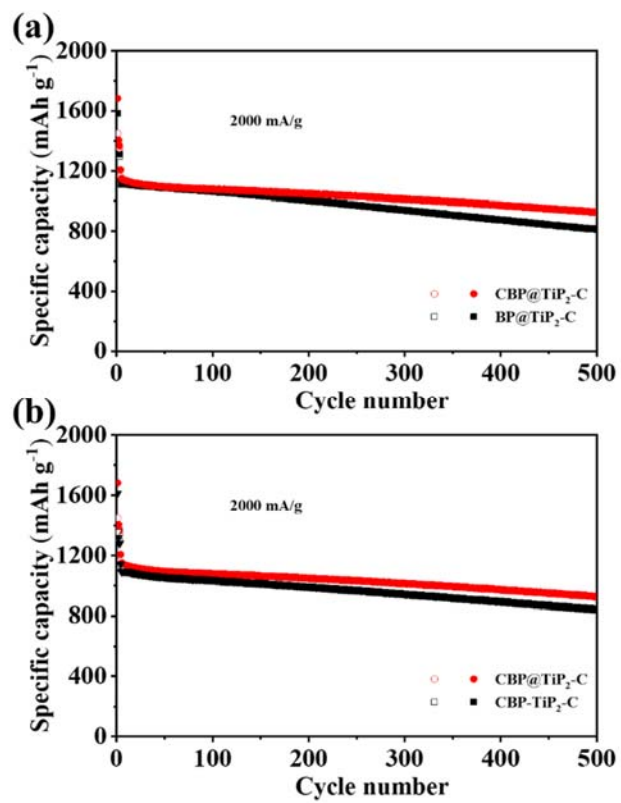 (a)
2000
1600
1200
800
400
0
Specific capacity (mAh g⁻¹)
2000 mA/g
CBP@TiP₂-C
BP@TiP₂-C
0 100 200 300 400 500
Cycle number
(b)
2000
1600
1200
800
400
0
Specific capacity (mAh g⁻¹)
2000 mA/g
CBP@TiP₂-C
CBP-TiP₂-C
0 100 200 300 400 500
Cycle number